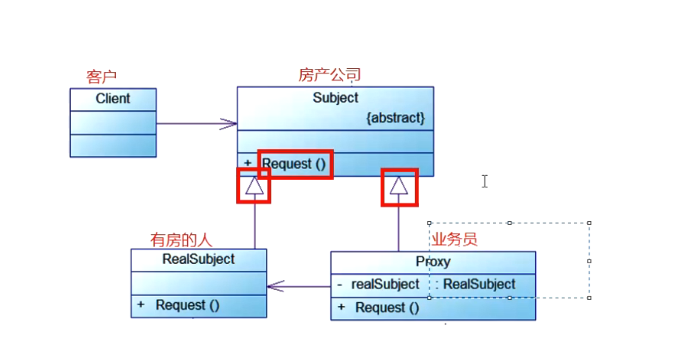 客户
房产公司
Client
Subject
{abstract}
+ Request ()
有房的人
业务员
RealSubject
Proxy
- realSubject : RealSubject
+ Request ()
+ Request ()